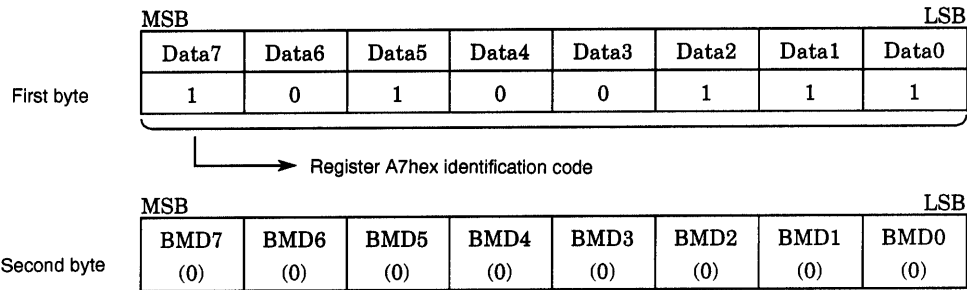 MSB LSB
Data7 Data6 Data5 Data4 Data3 Data2 Data1 Data0
First byte 1 0 1 0 0 1 1 1
Register A7hex identification code
MSB LSB
BMD7 BMD6 BMD5 BMD4 BMD3 BMD2 BMD1 BMD0
Second byte (0) (0) (0) (0) (0) (0) (0) (0)